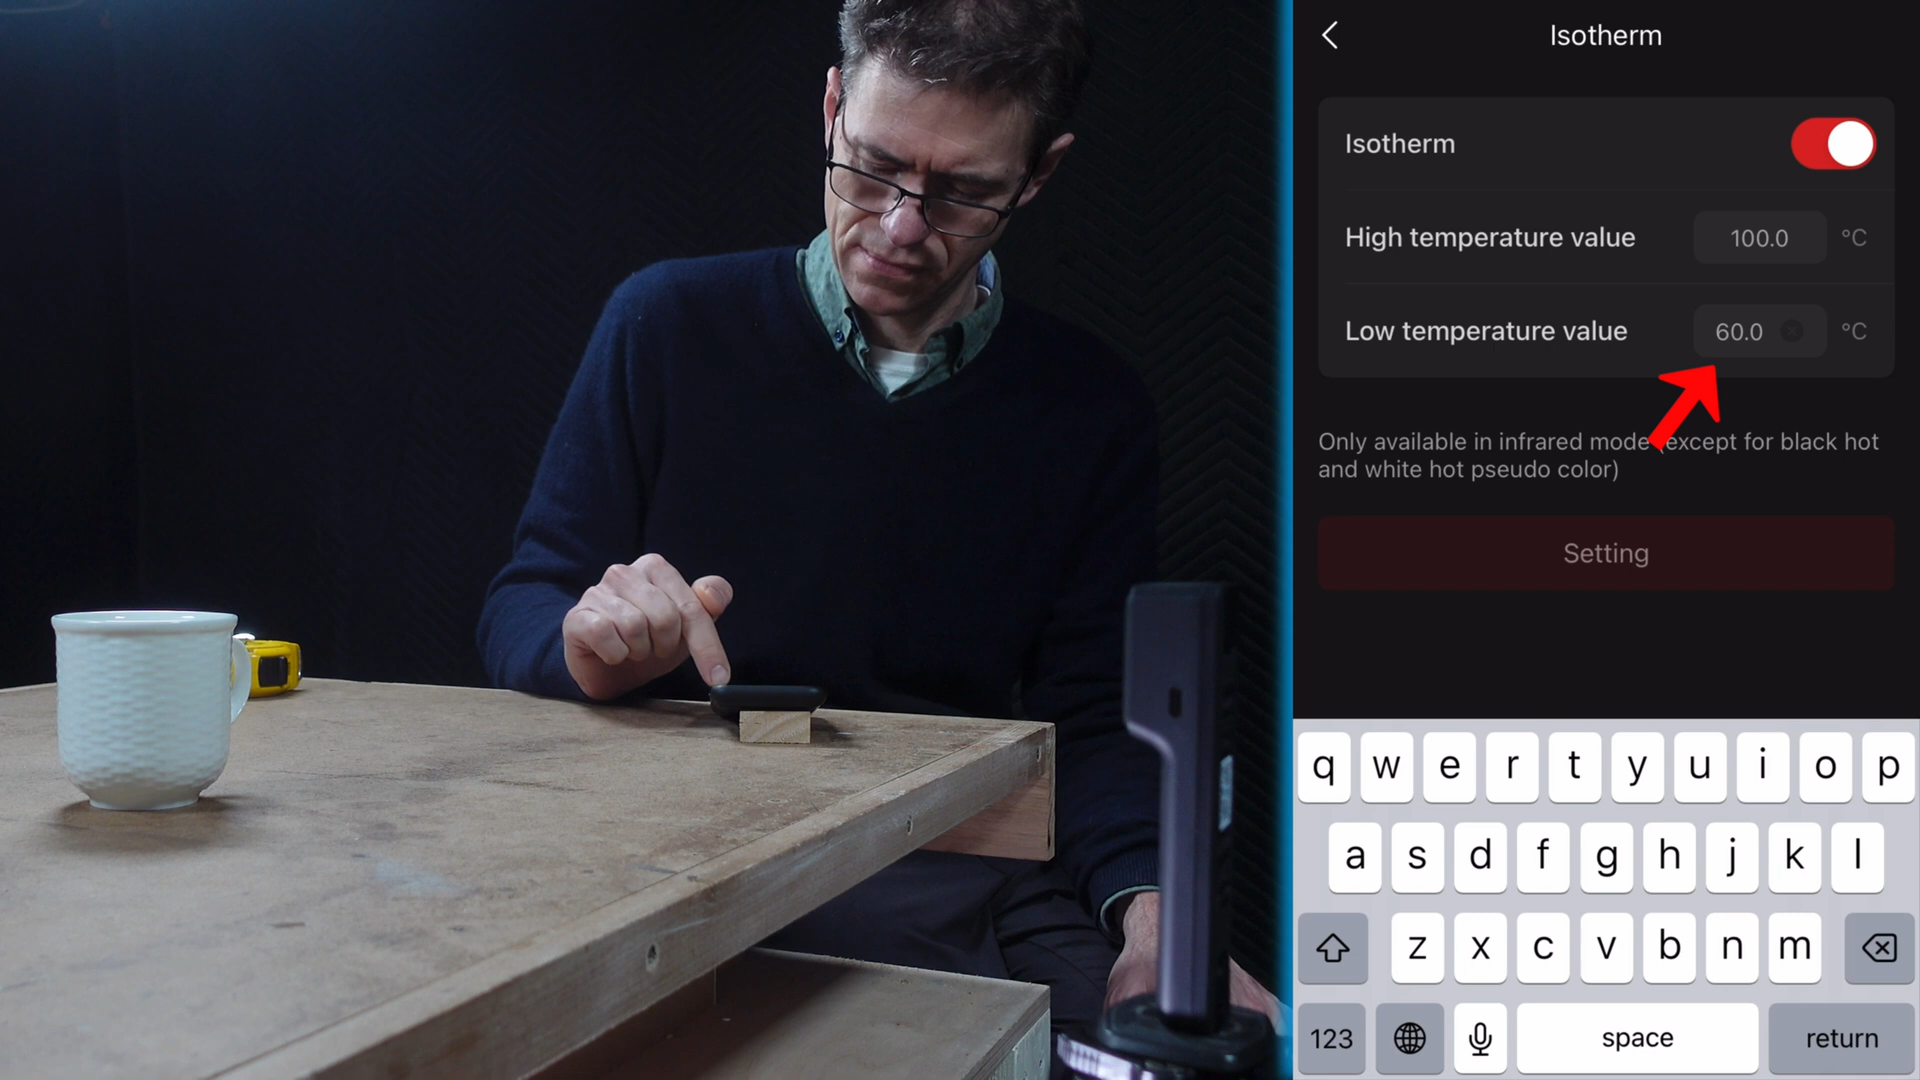 Isotherm
Isotherm
High temperature value 100.0 °C
Low temperature value 60.0 °C
Only available in infrared mode (except for black hot
and white hot pseudo color)
Setting
q w e r t y u i o p
a s d f g h j k l
z x c v b n m
123 space return